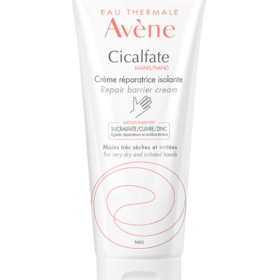 EAU THERMALE
Avène
Cicalfate
MAINS/HAND
Crème réparatrice isolante
Repair barrier cream
SUCRALFATE/CUIVRE/ZINC
Mains très sèches et irritées
For very dry and irritated hands
PARIS